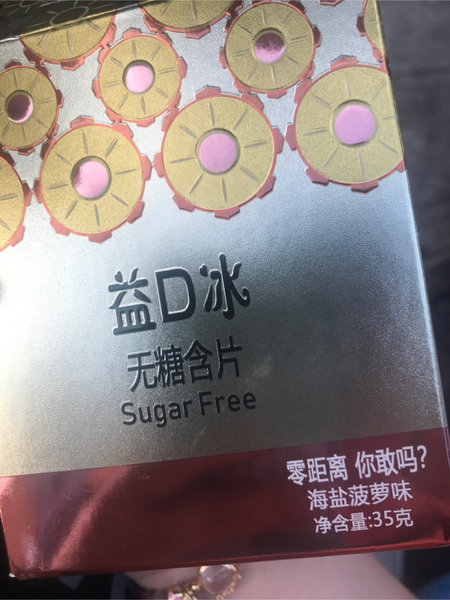 益口冰
无糖含片
Sugar Free
零距离 你敢吗?
海盐菠萝味
净含量:35克